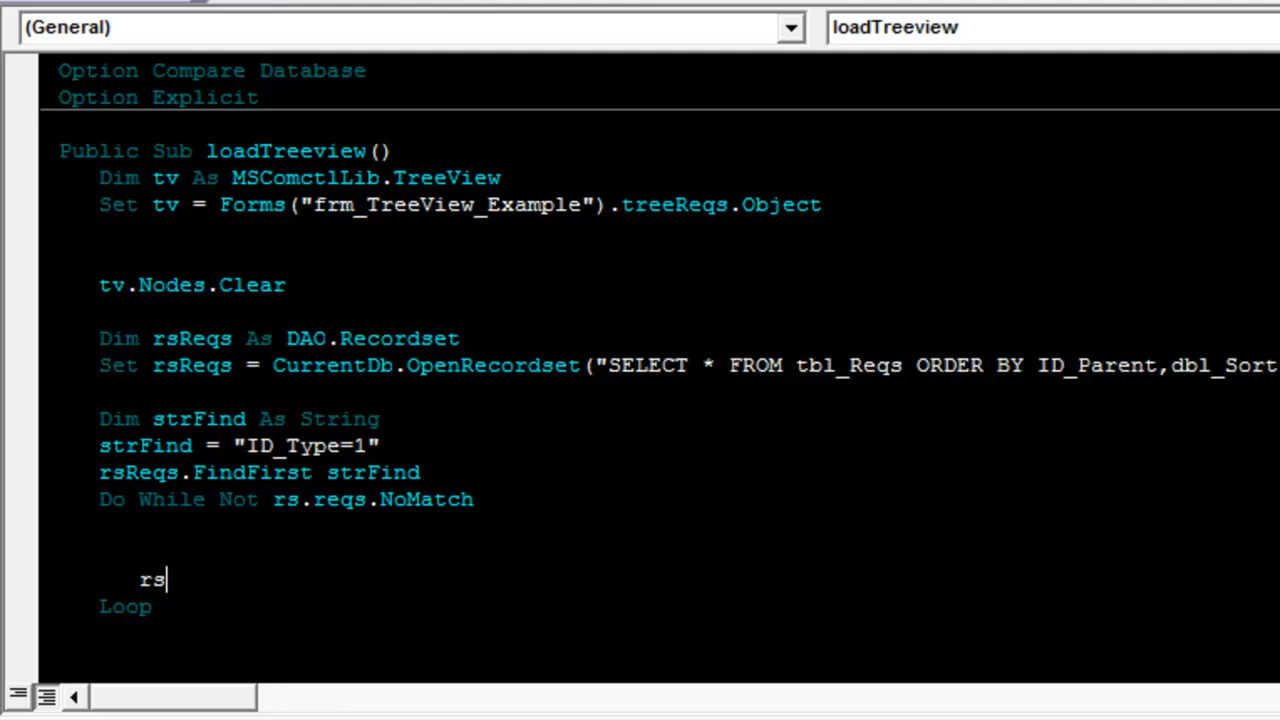 (General)
loadTreeview
Option Compare Database
Option Explicit
Public Sub loadTreeview()
Dim tv As MSComctlLib.TreeView
Set tv = Forms("frm_TreeView_Example").treeReqs.Object
tv.Nodes.Clear
Dim rsReqs As DAO.Recordset
Set rsReqs = CurrentDb.OpenRecordset("SELECT * FROM tbl_Reqs ORDER BY ID_Parent,dbl_Sort
Dim strFind As String
strFind = "ID_Type=1"
rsReqs.FindFirst strFind
Do While Not rs.reqs.NoMatch
rs
Loop